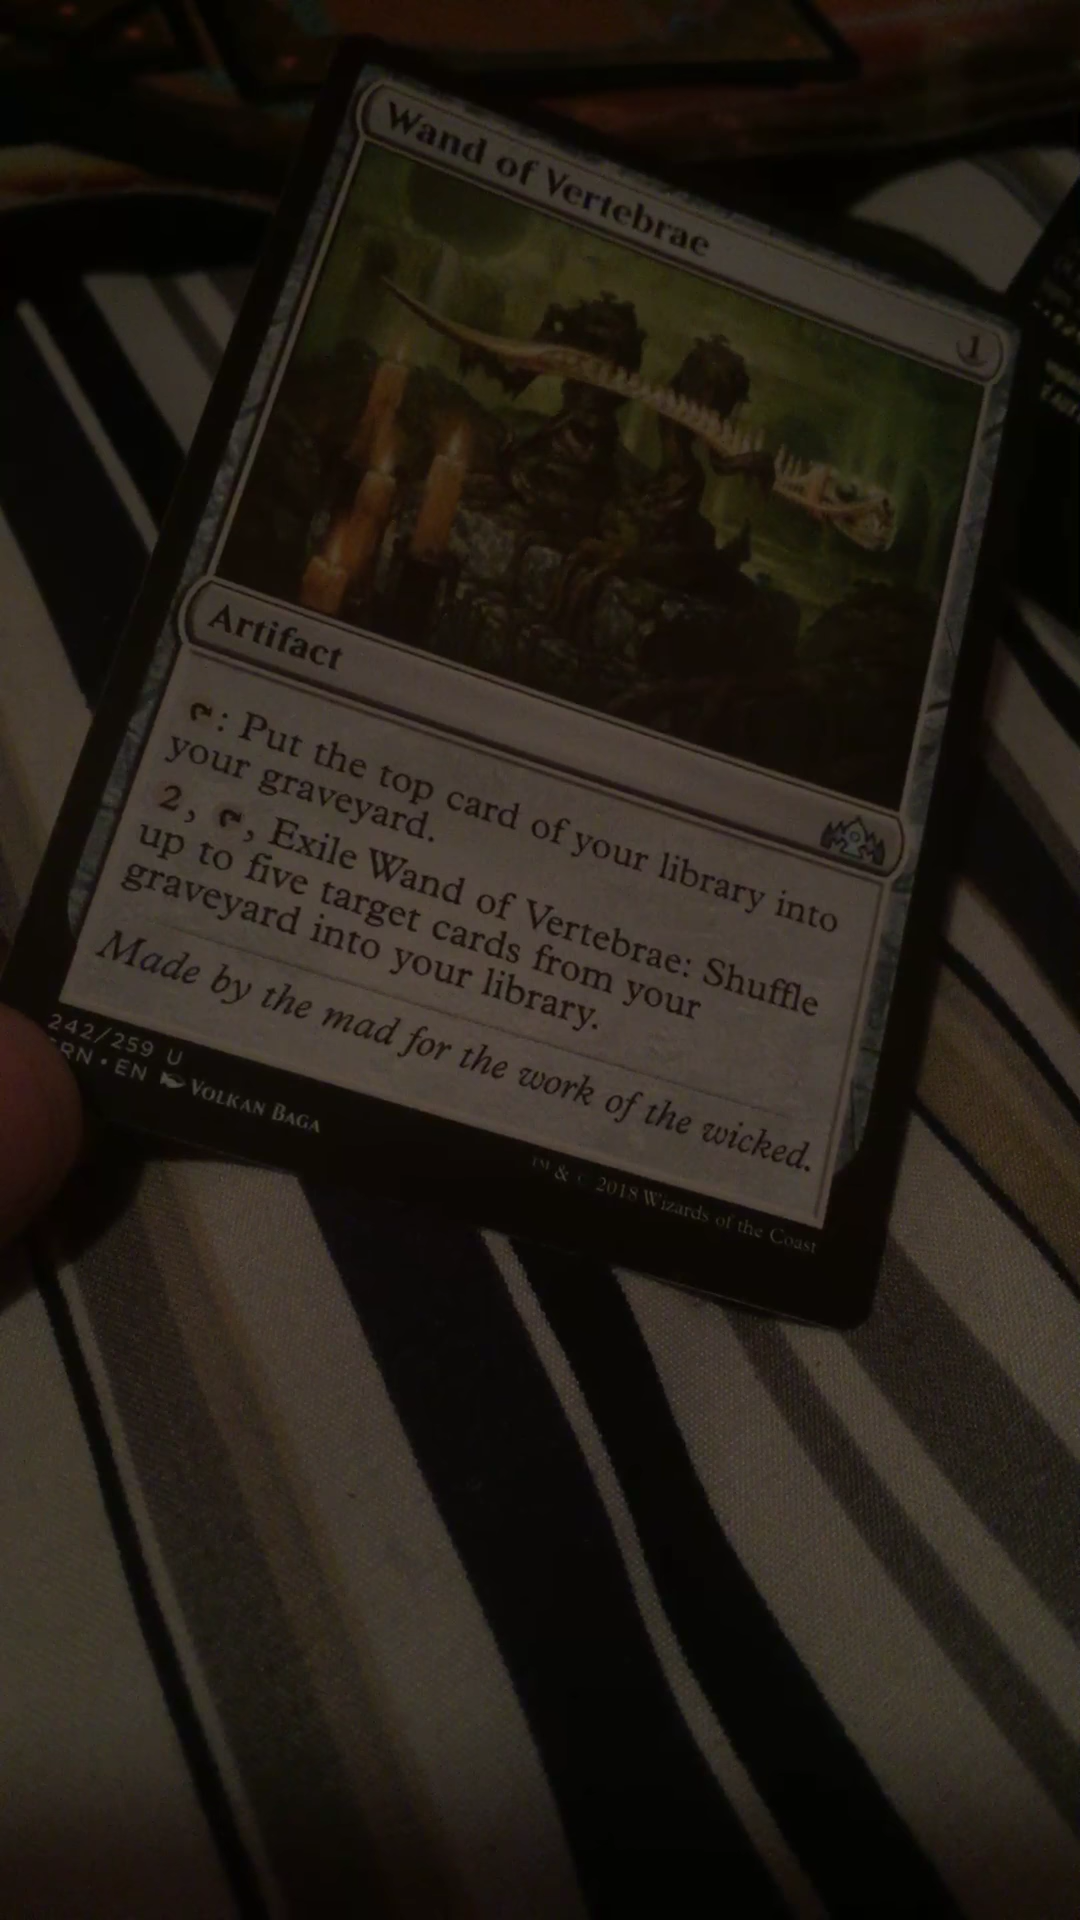 Wand of Vertebrae
1
Artifact
: Put the top card of your library into
your graveyard.
2, , Exile Wand of Vertebrae: Shuffle
up to five target cards from your
graveyard into your library.
Made by the mad for the work of the wicked.
242/259 U
RN • EN VOLKAN BAGA
™ & © 2018 Wizards of the Coast